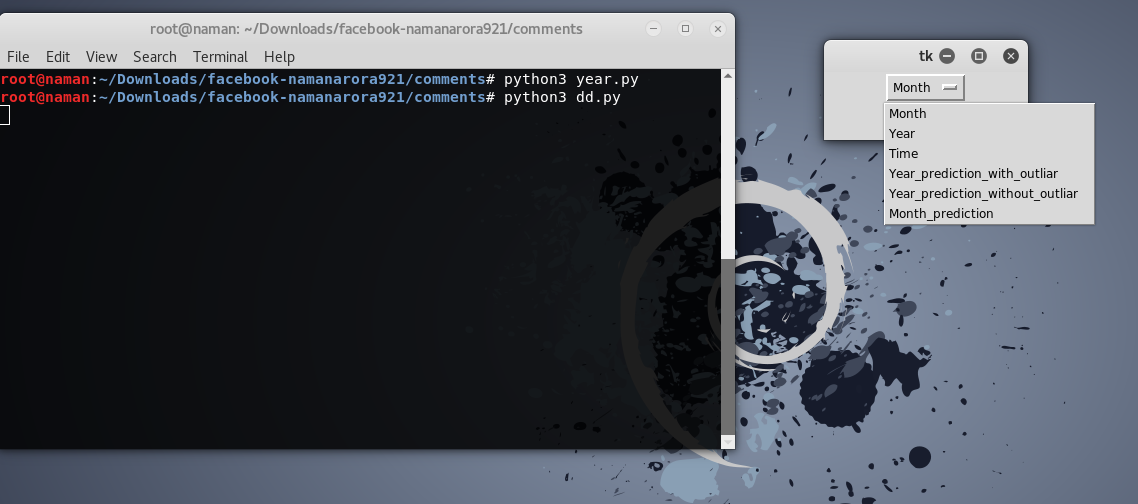 root@naman: ~/Downloads/facebook-namanarora921/comments
File Edit View Search Terminal Help
root@naman:~/Downloads/facebook-namanarora921/comments# python3 year.py
root@naman:~/Downloads/facebook-namanarora921/comments# python3 dd.py
tk
Month
Month
Year
Time
Year_prediction_with_outliar
Year_prediction_without_outliar
Month_prediction